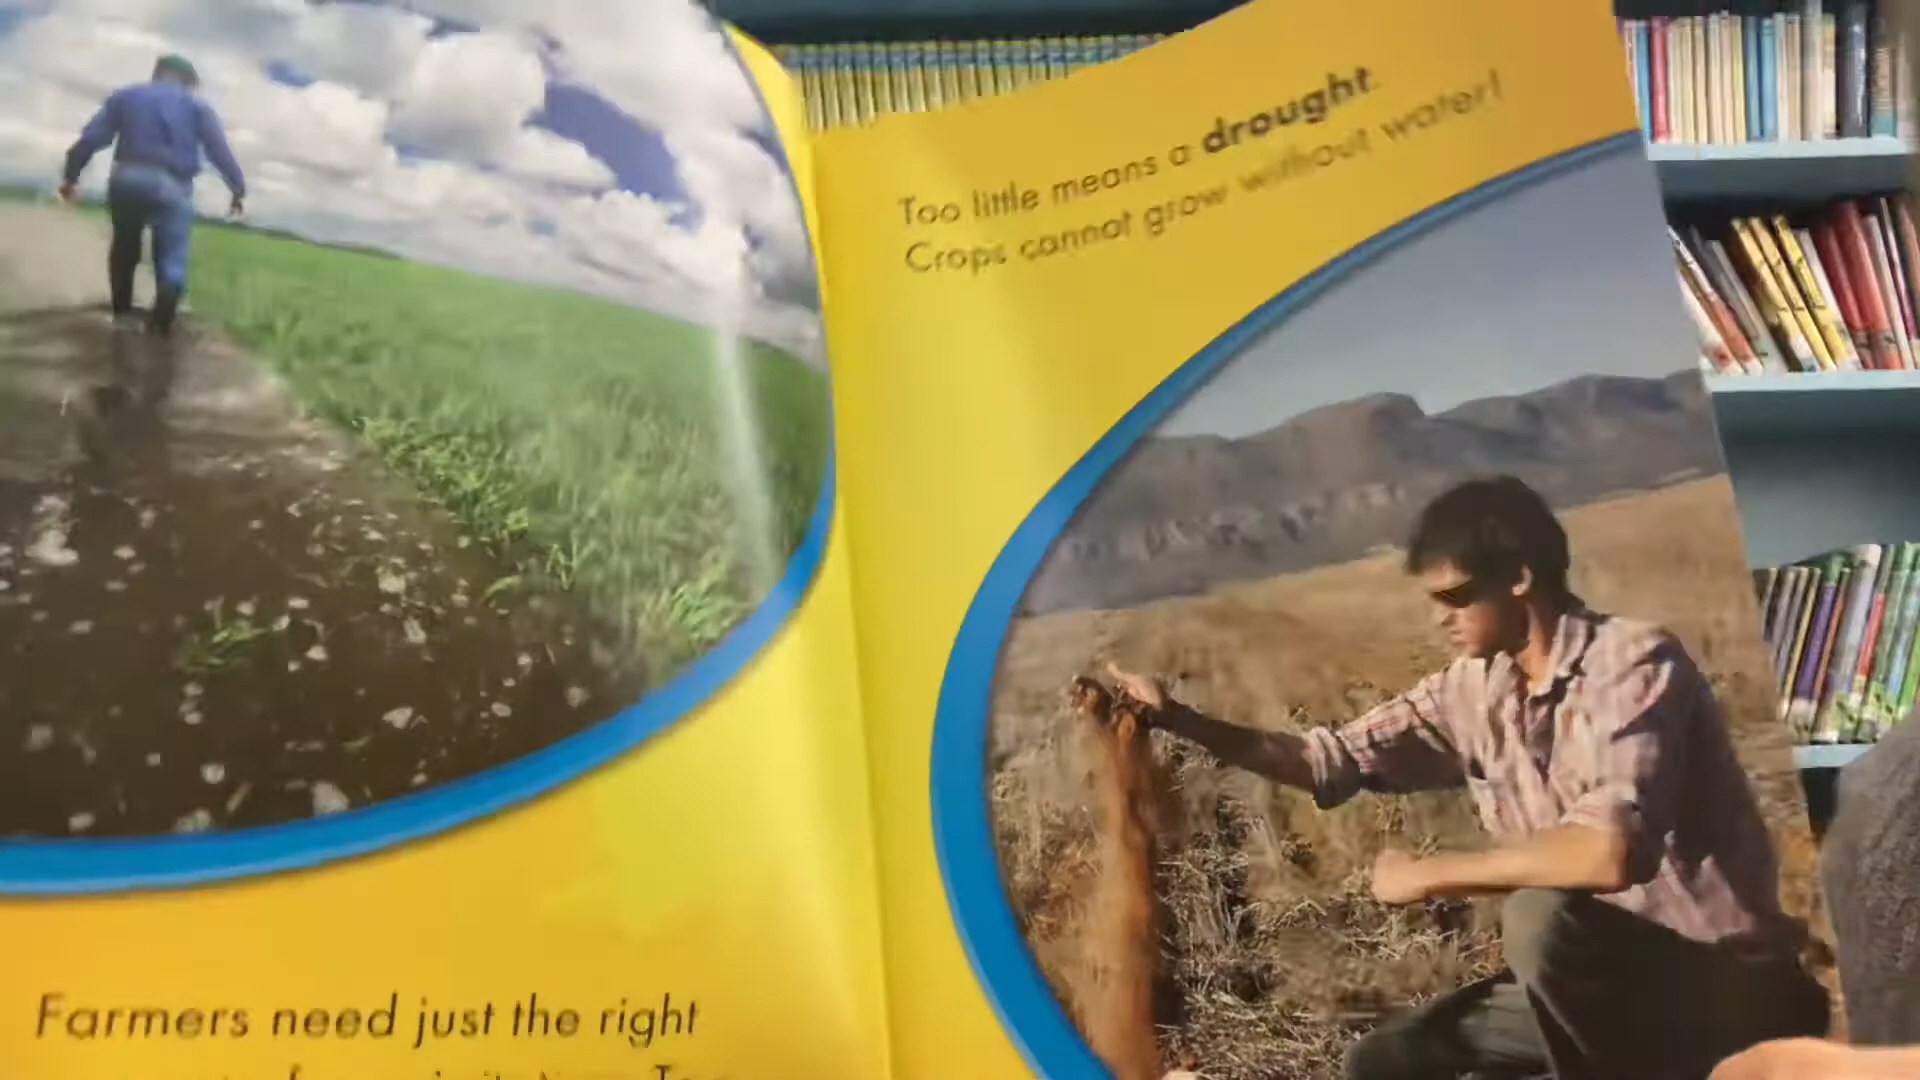 Farmers need just the right
Too little means a drought.
Crops cannot grow without water!